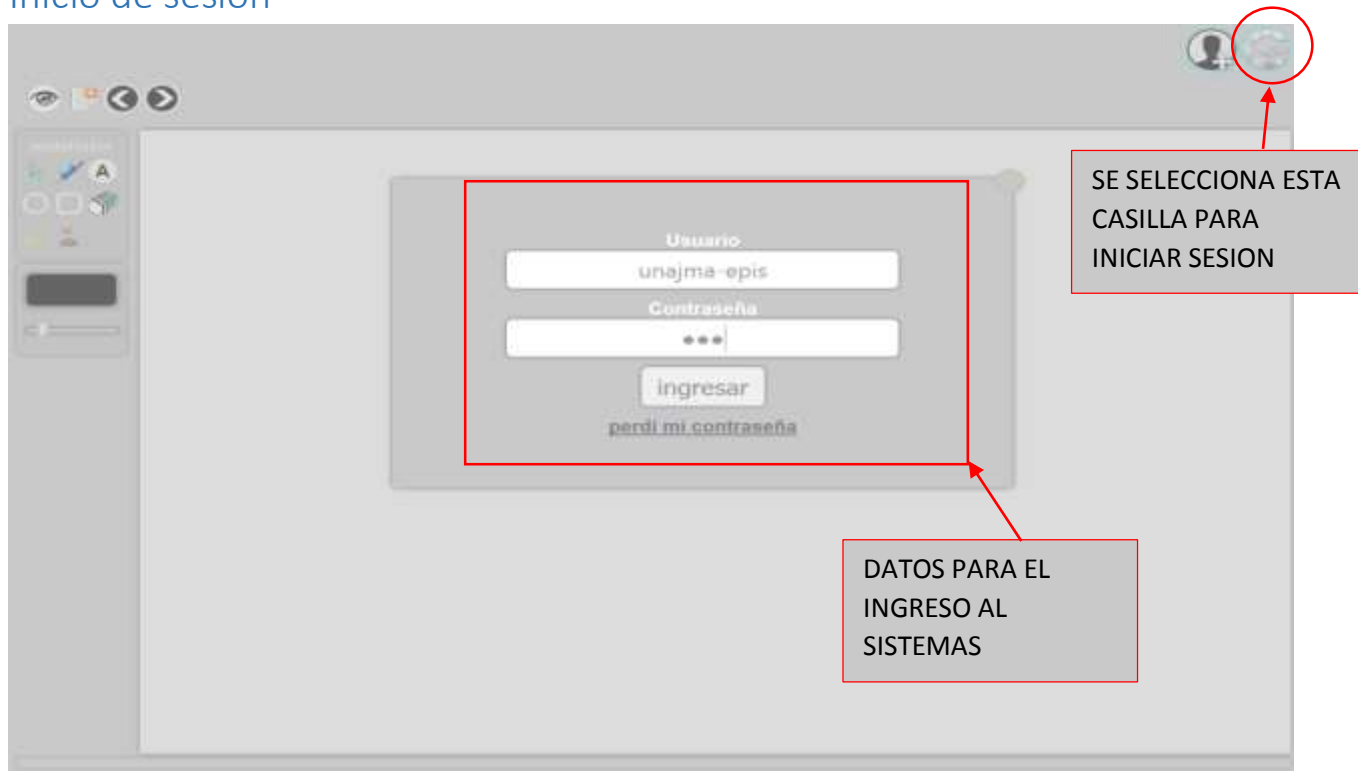 Inicio de sesión
A
SE SELECCIONA ESTA
CASILLA PARA
INICIAR SESION
Usuario
unajma-epis
Contraseña
ingresar
perdi mi contraseña
DATOS PARA EL
INGRESO AL
SISTEMAS